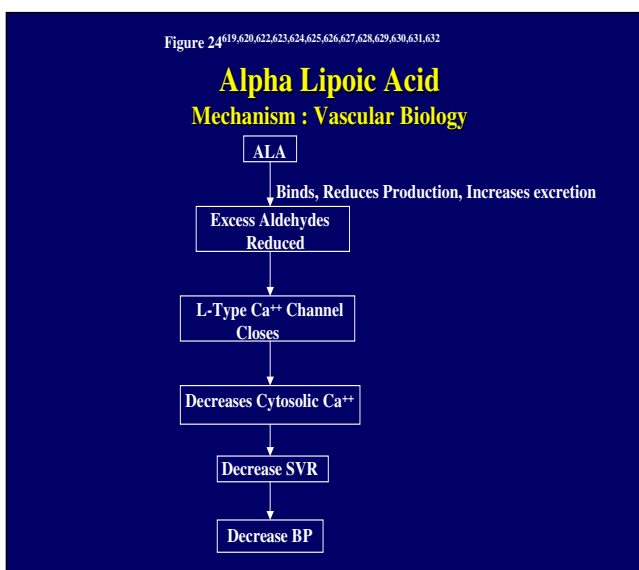 Figure 24619,620,622,623,624,625,626,627,628,629,630,631,632
Alpha Lipoic Acid
Mechanism : Vascular Biology
ALA
Binds, Reduces Production, Increases excretion
Excess Aldehydes
Reduced
L-Type Ca++ Channel
Closes
Decreases Cytosolic Ca++
Decrease SVR
Decrease BP